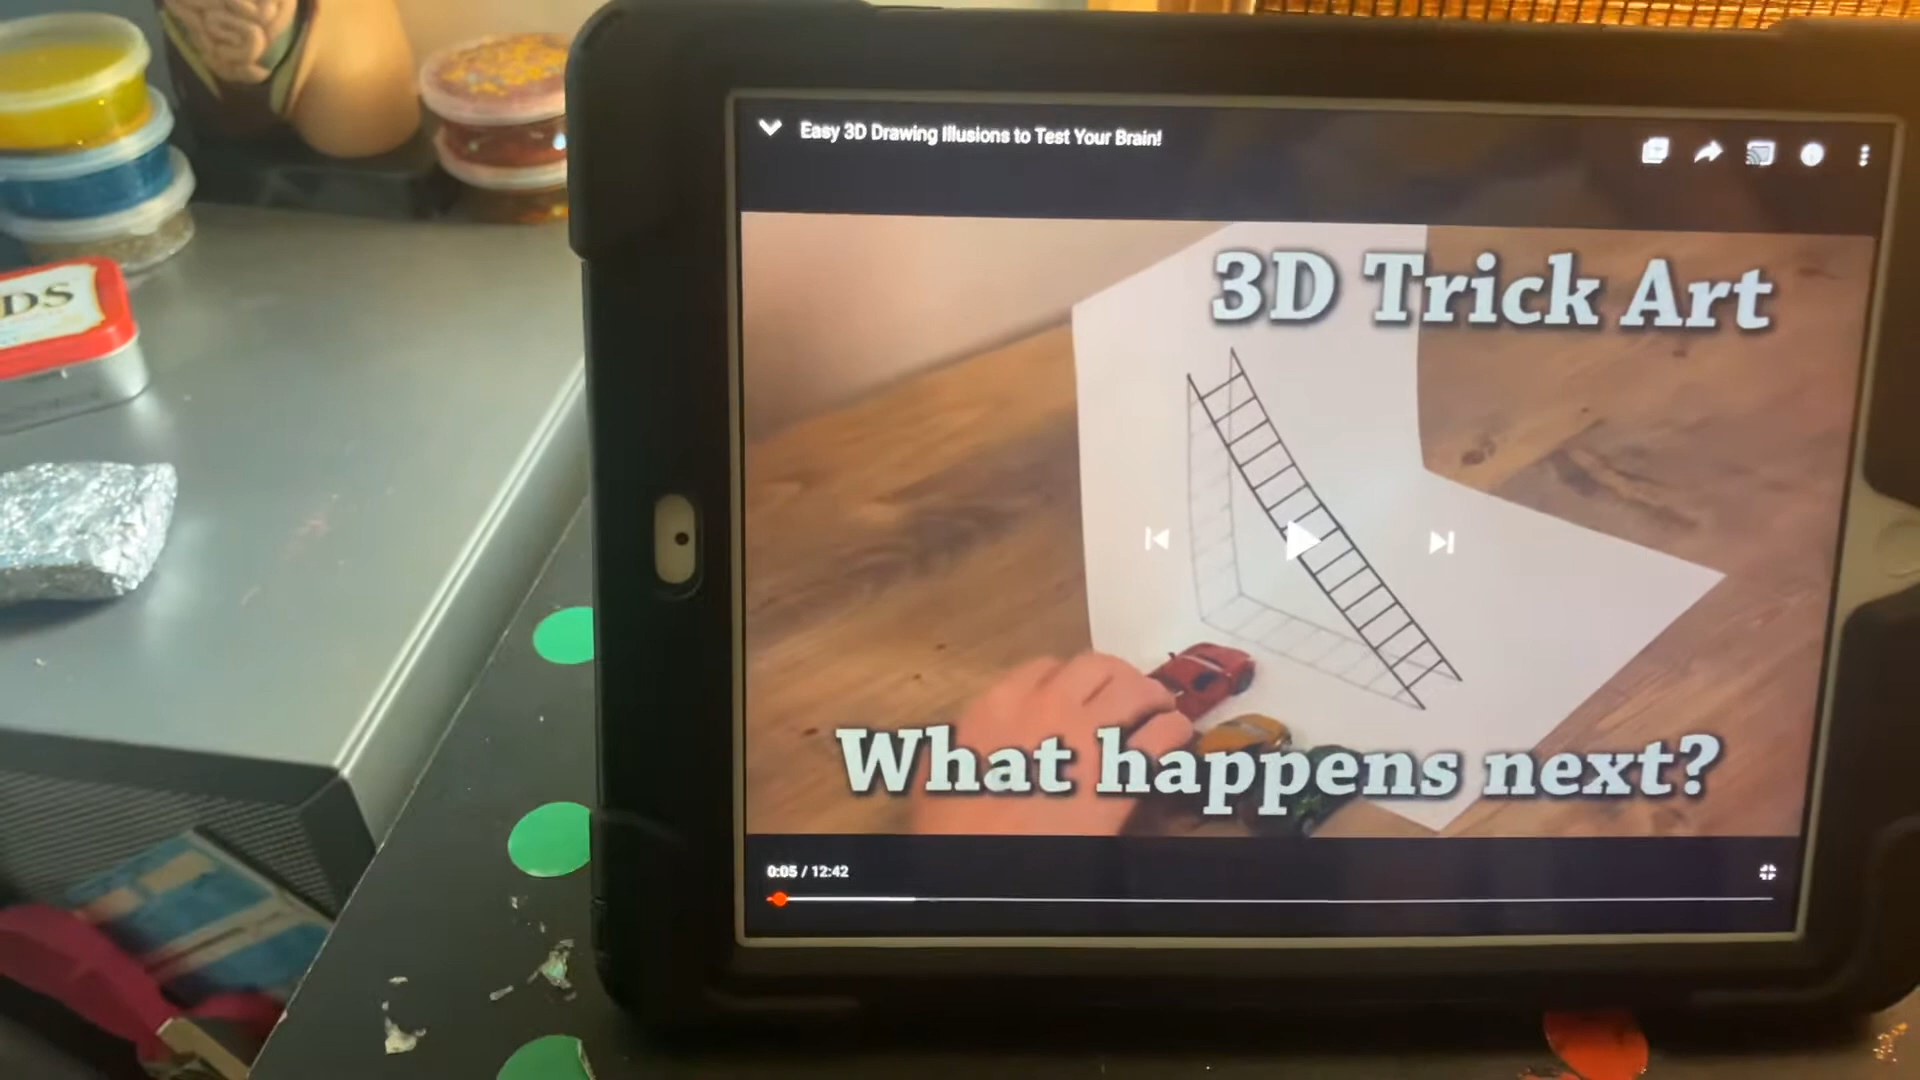 DS
Easy 3D Drawing Illusions to Test Your Brain!
3D Trick Art
What happens next?
0:05 / 12:42